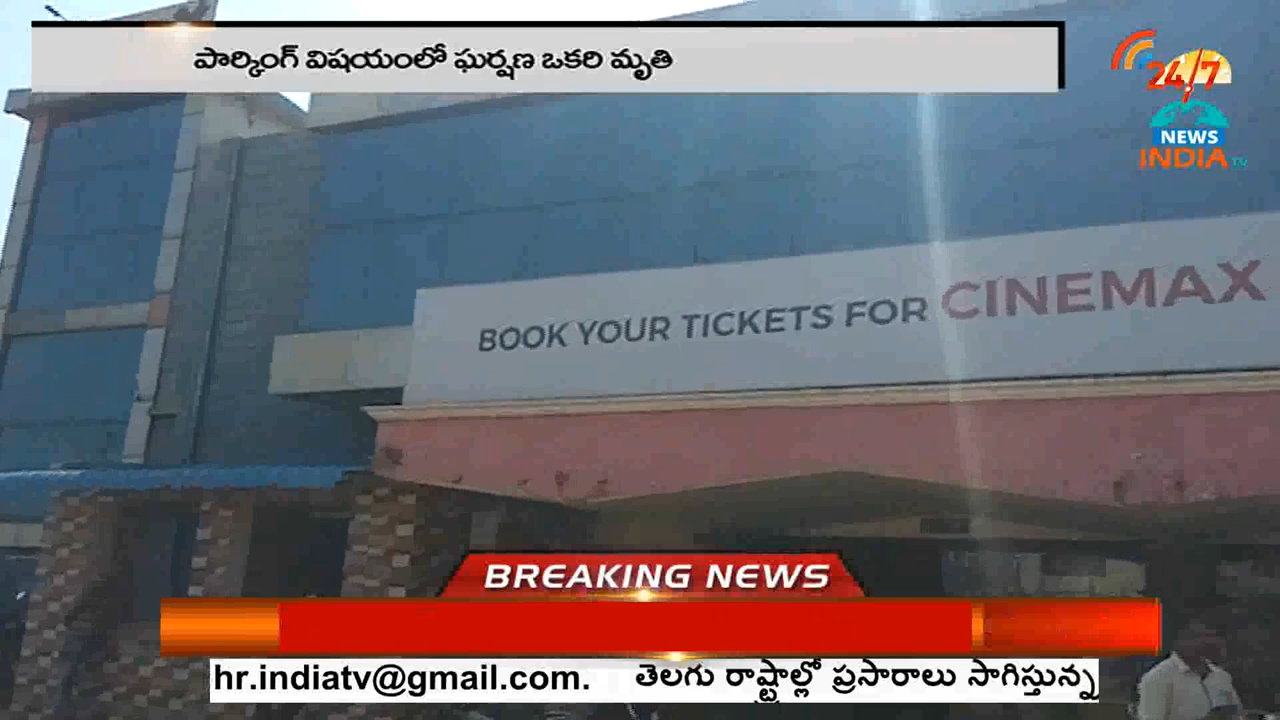 పార్కింగ్ విషయంలో ఘర్షణ ఒకరి మృతి
24/7
NEWS
INDIA TV
BOOK YOUR TICKETS FOR CINEMAX
BREAKING NEWS
hr.indiatv@gmail.com. తెలుగు రాష్ట్రాల్లో ప్రసారాలు సాగిస్తున్న